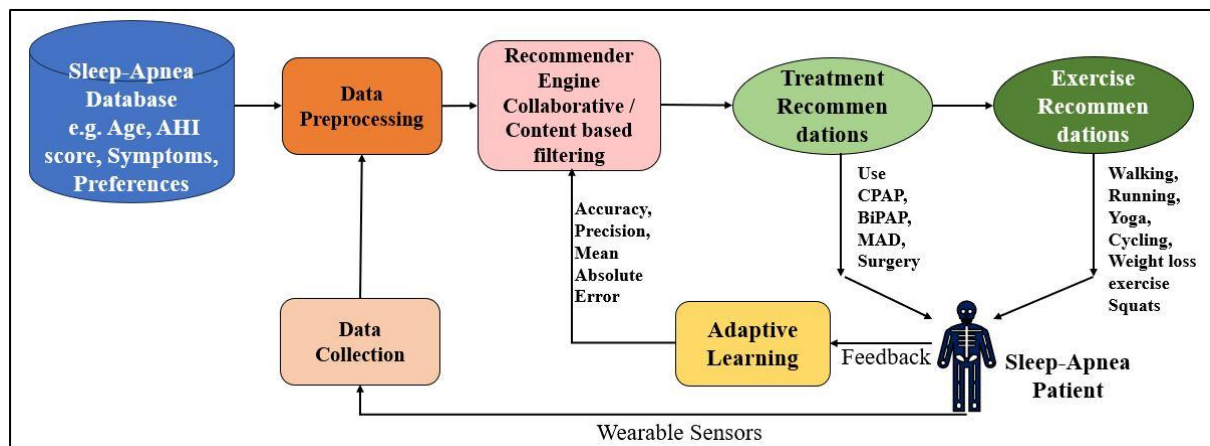 Sleep-Apnea
Database
e.g. Age, AHI
score, Symptoms,
Preferences
Data
Preprocessing
Recommender
Engine
Collaborative /
Content based
filtering
Treatment
Recommen
dations
Exercise
Recommen
dations
Use
CPAP,
BiPAP,
MAD,
Surgery
Walking,
Running,
Yoga,
Cycling,
Weight loss
exercise
Squats
Accuracy,
Precision,
Mean
Absolute
Error
Data
Collection
Adaptive
Learning
Feedback
Sleep-Apnea
Patient
Wearable Sensors